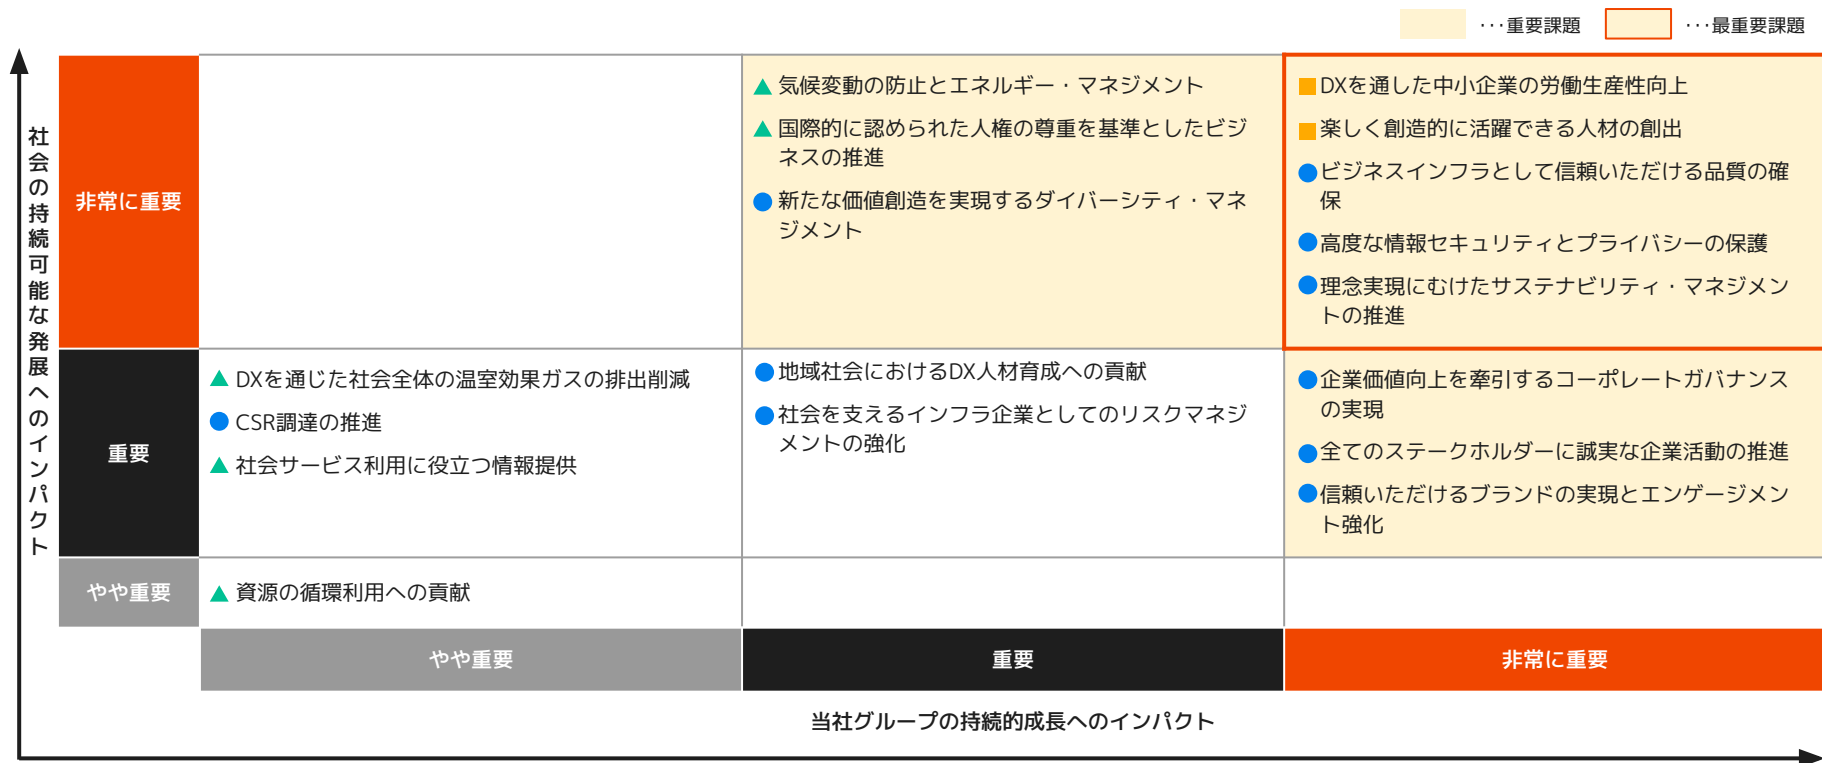 ･･･重要課題
･･･最重要課題
社会の持続可能な発展へのインパクト
非常に重要
▲ 気候変動の防止とエネルギー・マネジメント
▲ 国際的に認められた人権の尊重を基準としたビジ
ネスの推進
● 新たな価値創造を実現するダイバーシティ・マネ
ジメント
■ DXを通した中小企業の労働生産性向上
■ 楽しく創造的に活躍できる人材の創出
● ビジネスインフラとして信頼いただける品質の確
保
● 高度な情報セキュリティとプライバシーの保護
● 理念実現にむけたサステナビリティ・マネジメン
トの推進
重要
▲ DXを通じた社会全体の温室効果ガスの排出削減
● CSR調達の推進
▲ 社会サービス利用に役立つ情報提供
● 地域社会におけるDX人材育成への貢献
● 社会を支えるインフラ企業としてのリスクマネジ
メントの強化
● 企業価値向上を牽引するコーポレートガバナンス
の実現
● 全てのステークホルダーに誠実な企業活動の推進
● 信頼いただけるブランドの実現とエンゲージメン
ト強化
やや重要
▲ 資源の循環利用への貢献
やや重要
重要
非常に重要
当社グループの持続的成長へのインパクト